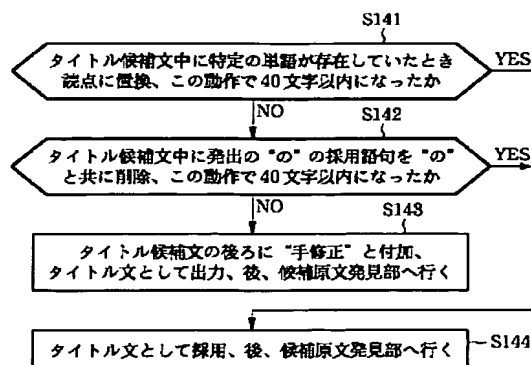 S141
タイトル候補文中に特定の単語が存在していたとき
読点に置換、この動作で40文字以内になったか
YES
NO
S142
タイトル候補文中に発出の“の”の採用語句を“の”
と共に削除、この動作で40文字以内になったか
YES
NO
S143
タイトル候補文の後ろに“手修正”と付加、
タイトル文として出力、後、候補原文発見部へ行く
タイトル文として採用、後、候補原文発見部へ行く
S144